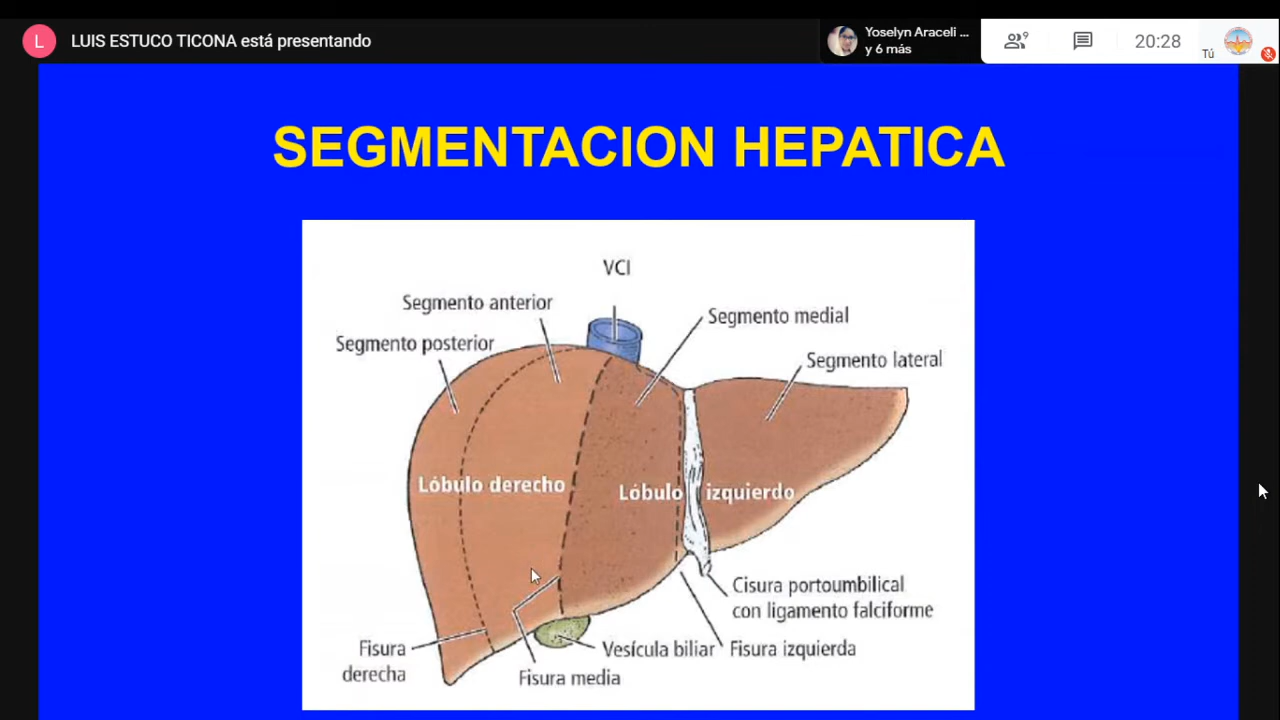 L
LUIS ESTUCO TICONA está presentando
Yoselyn Araceli ...
y 6 más
9
20:28
Tú
SEGMENTACION HEPATICA
VCI
Segmento anterior
Segmento medial
Segmento posterior
Segmento lateral
Lóbulo derecho
Lóbulo izquierdo
Cisura portoumbilical
con ligamento falciforme
Fisura
derecha
Vesícula biliar
Fisura izquierda
Fisura media